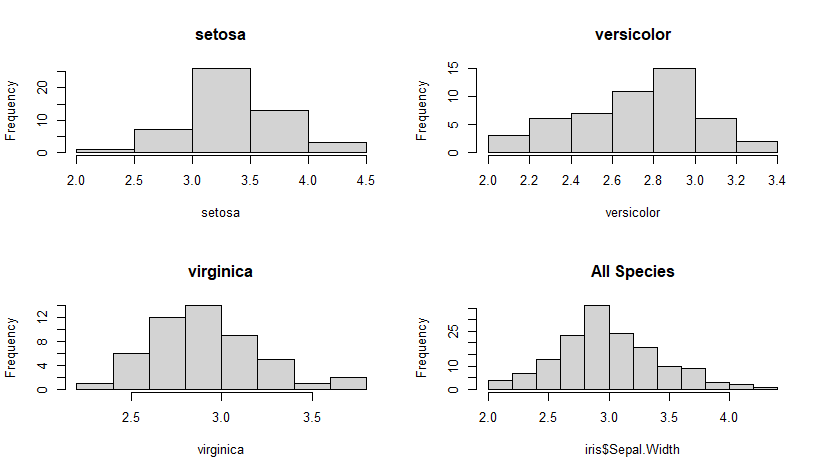 setosa
Frequency
0
10
20
2.0 2.5 3.0 3.5 4.0 4.5
setosa
versicolor
Frequency
0
5
10
15
2.0 2.2 2.4 2.6 2.8 3.0 3.2 3.4
versicolor
virginica
Frequency
0
4
8
12
2.5 3.0 3.5
virginica
All Species
Frequency
0
10
25
2.0 2.5 3.0 3.5 4.0
iris$Sepal.Width